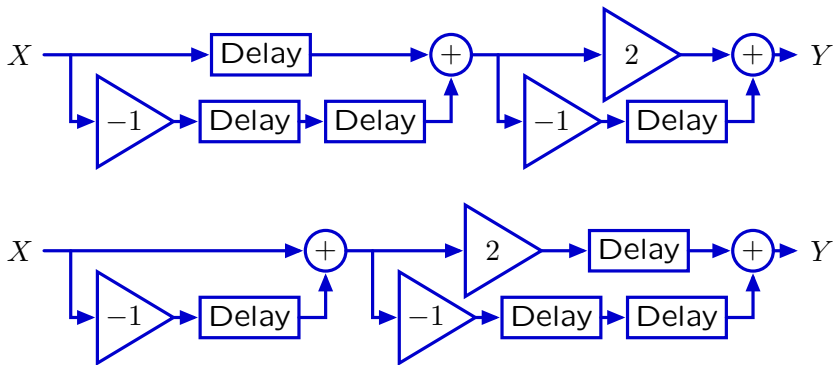 X Delay + 2 + Y
−1 Delay Delay −1 Delay
X + 2 Delay + Y
−1 Delay −1 Delay Delay